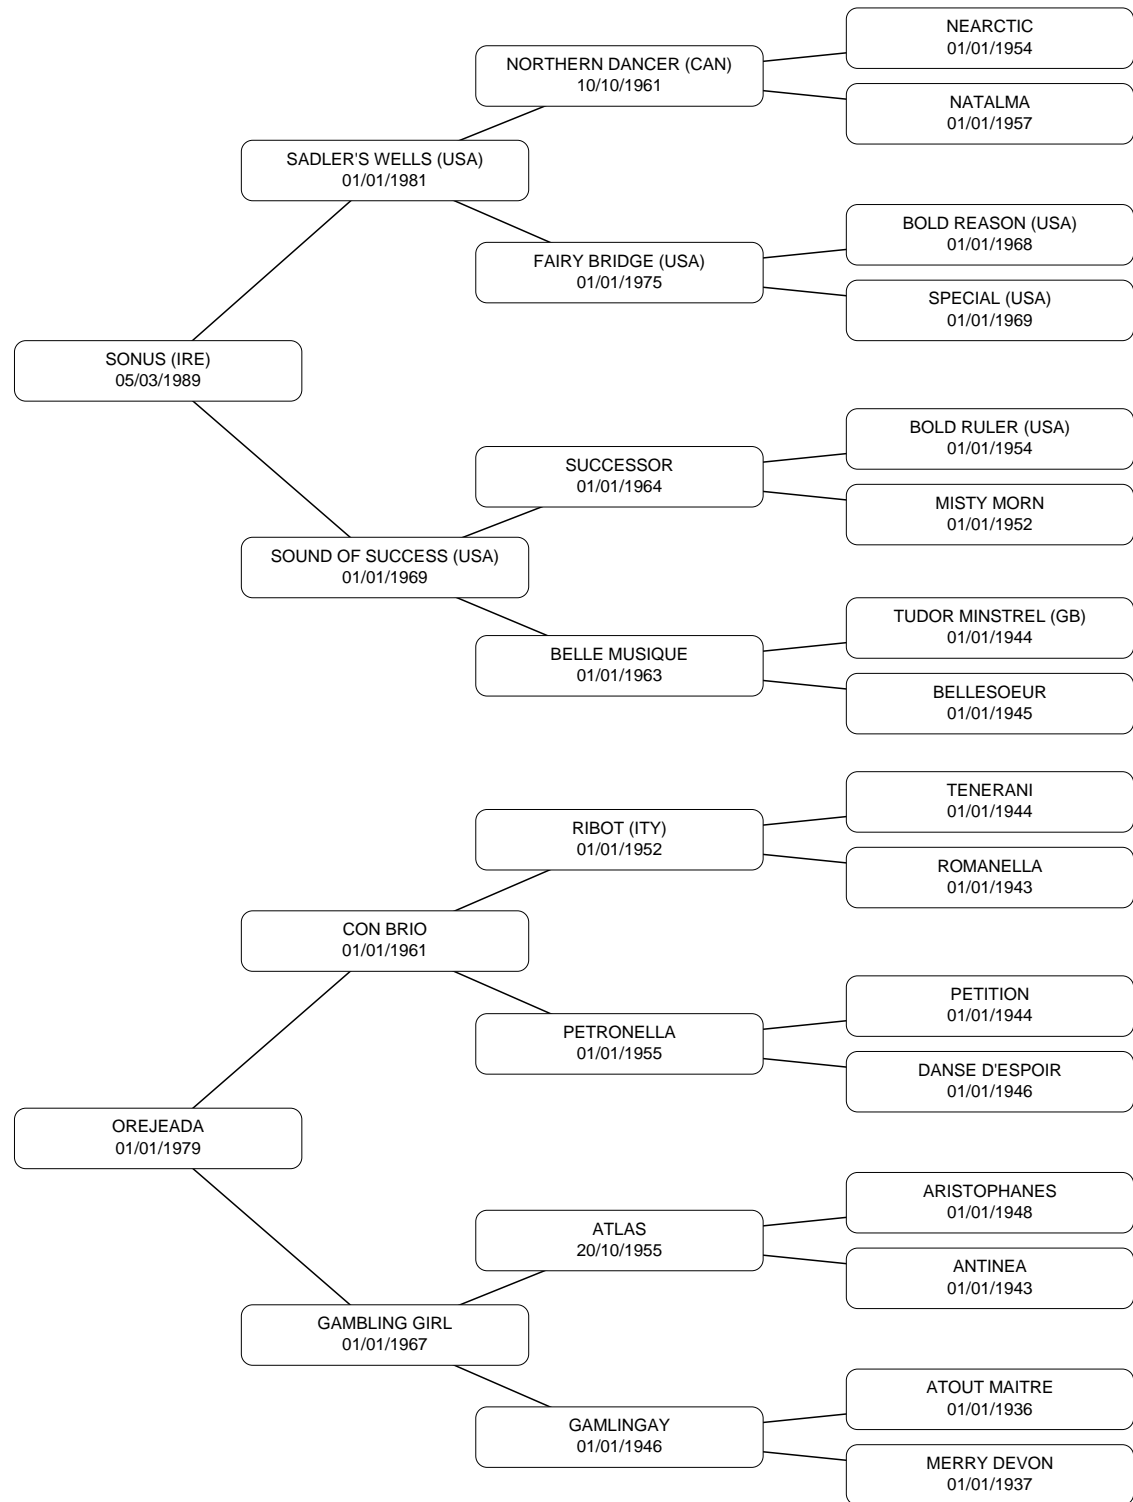 NEARCTIC
01/01/1954
NORTHERN DANCER (CAN)
10/10/1961
NATALMA
01/01/1957
SADLER'S WELLS (USA)
01/01/1981
BOLD REASON (USA)
01/01/1968
FAIRY BRIDGE (USA)
01/01/1975
SPECIAL (USA)
01/01/1969
SONUS (IRE)
05/03/1989
BOLD RULER (USA)
01/01/1954
SUCCESSOR
01/01/1964
MISTY MORN
01/01/1952
SOUND OF SUCCESS (USA)
01/01/1969
TUDOR MINSTREL (GB)
01/01/1944
BELLE MUSIQUE
01/01/1963
BELLESOEUR
01/01/1945
TENERANI
01/01/1944
RIBOT (ITY)
01/01/1952
ROMANELLA
01/01/1943
CON BRIO
01/01/1961
PETITION
01/01/1944
PETRONELLA
01/01/1955
DANSE D'ESPOIR
01/01/1946
OREJEADA
01/01/1979
ARISTOPHANES
01/01/1948
ATLAS
20/10/1955
ANTINEA
01/01/1943
GAMBLING GIRL
01/01/1967
ATOUT MAITRE
01/01/1936
GAMLINGAY
01/01/1946
MERRY DEVON
01/01/1937